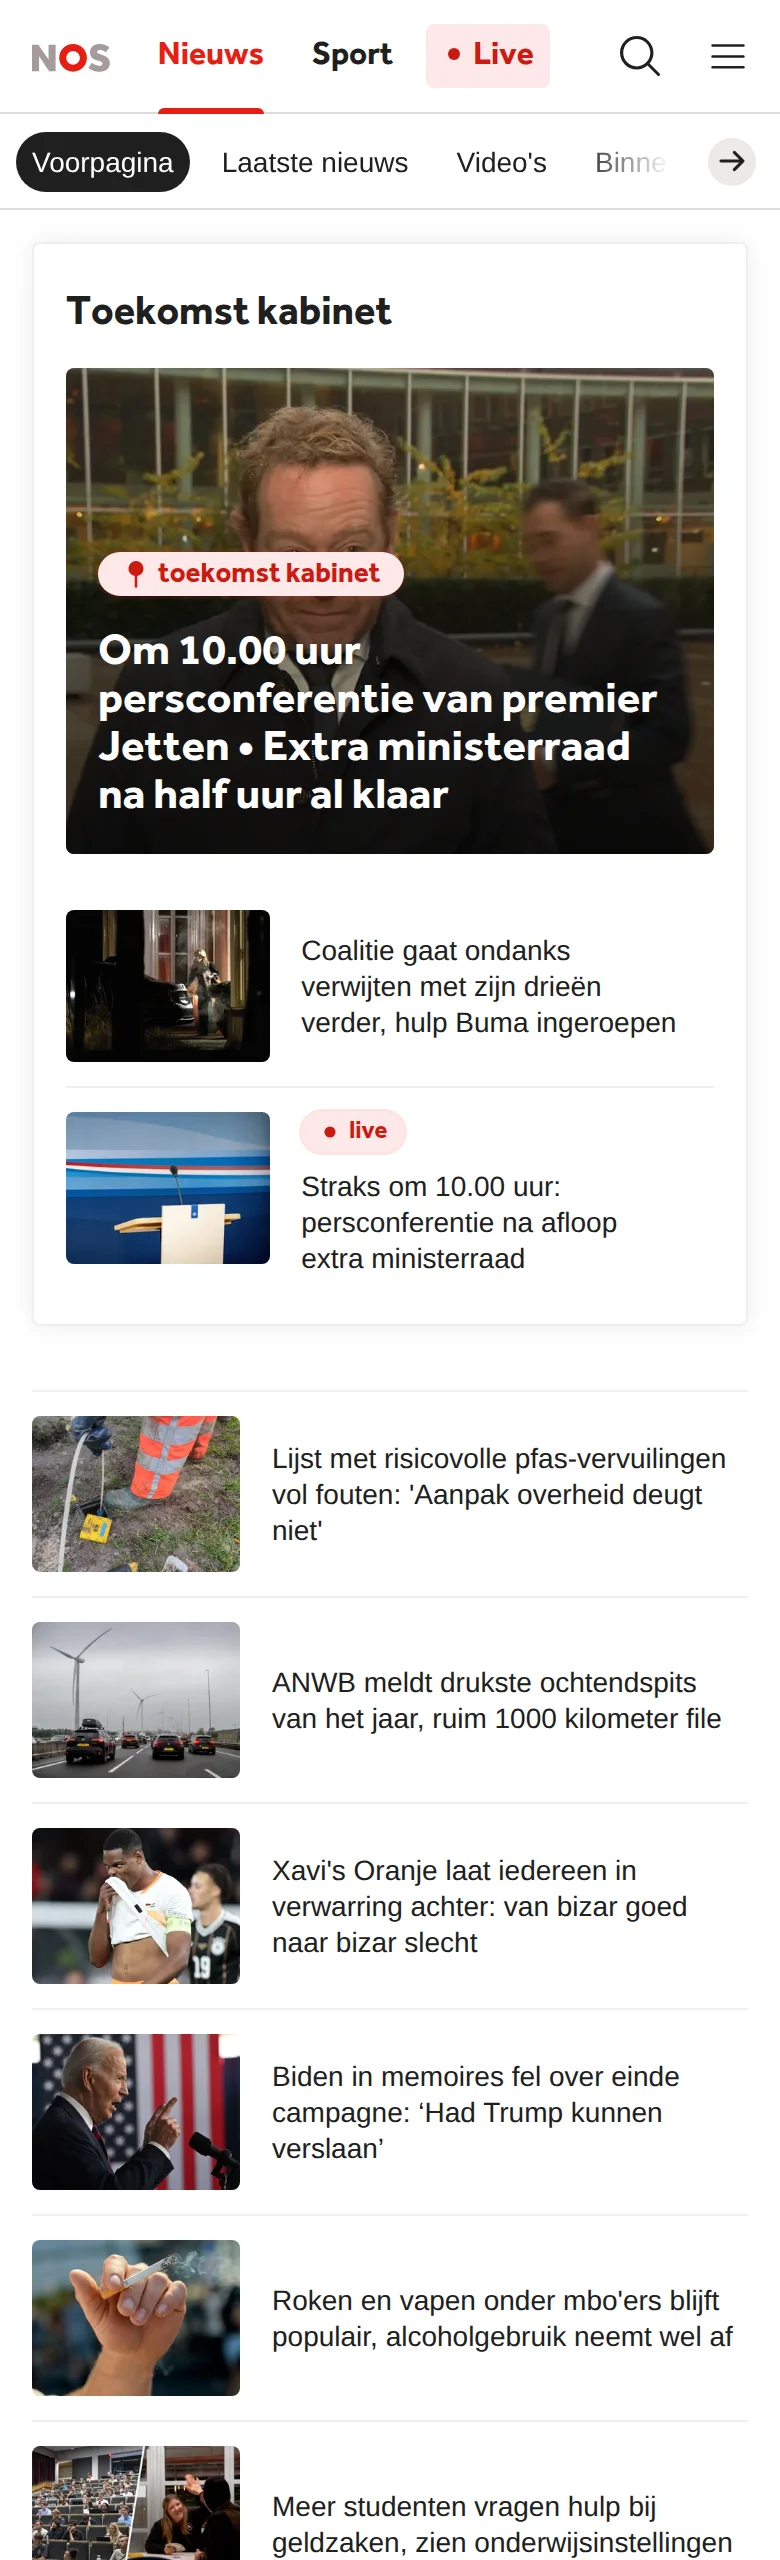 NOS
Nieuws
Sport
Live
Voorpagina
Laatste nieuws
Video's
Binne
Toekomst kabinet
toekomst kabinet
Om 10.00 uur
persconferentie van premier
Jetten • Extra ministerraad
na half uur al klaar
Coalitie gaat ondanks
verwijten met zijn drieën
verder, hulp Buma ingeroepen
live
Straks om 10.00 uur:
persconferentie na afloop
extra ministerraad
Lijst met risicovolle pfas-vervuilingen
vol fouten: 'Aanpak overheid deugt
niet'
ANWB meldt drukste ochtendspits
van het jaar, ruim 1000 kilometer file
Xavi's Oranje laat iedereen in
verwarring achter: van bizar goed
naar bizar slecht
19
Biden in memoires fel over einde
campagne: ‘Had Trump kunnen
verslaan’
Roken en vapen onder mbo'ers blijft
populair, alcoholgebruik neemt wel af
Meer studenten vragen hulp bij
geldzaken, zien onderwijsinstellingen